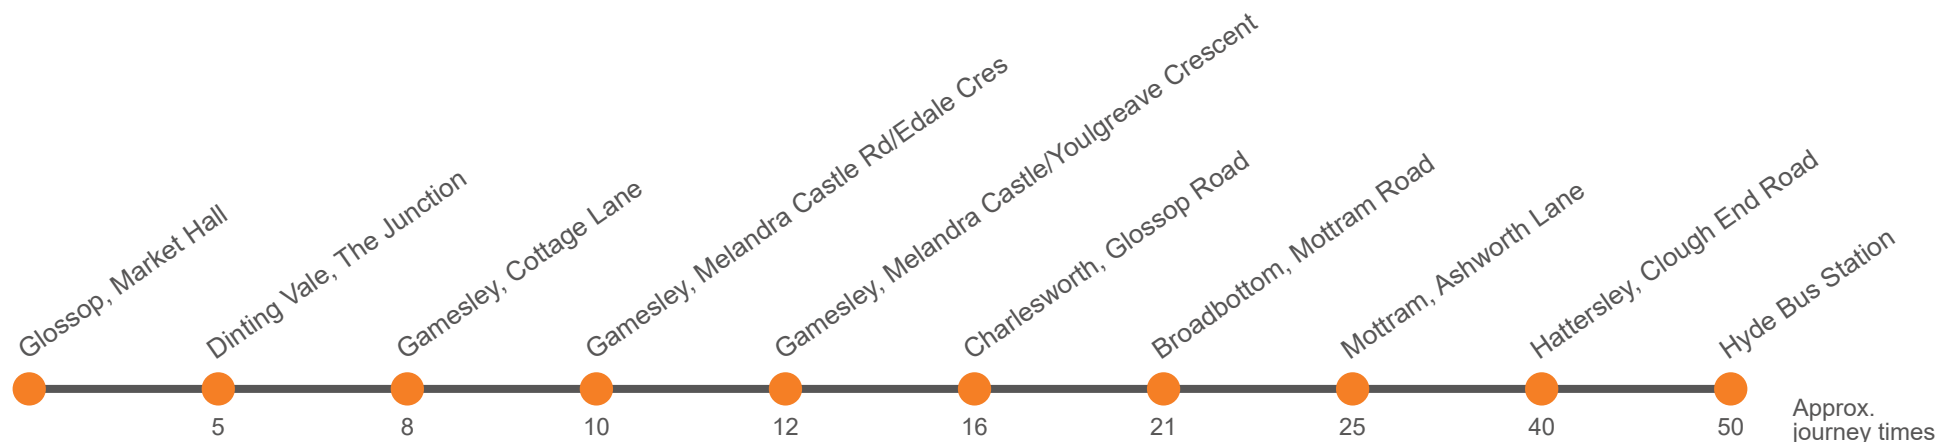 Glossop, Market Hall
Dinting Vale, The Junction
Gamesley, Cottage Lane
Gamesley, Melandra Castle Rd/Edale Cres
Gamesley, Melandra Castle/Youlgreave Crescent
Charlesworth, Glossop Road
Broadbottom, Mottram Road
Mottram, Ashworth Lane
Hattersley, Clough End Road
Hyde Bus Station
5
8
10
12
16
21
25
40
50
Approx.
journey times